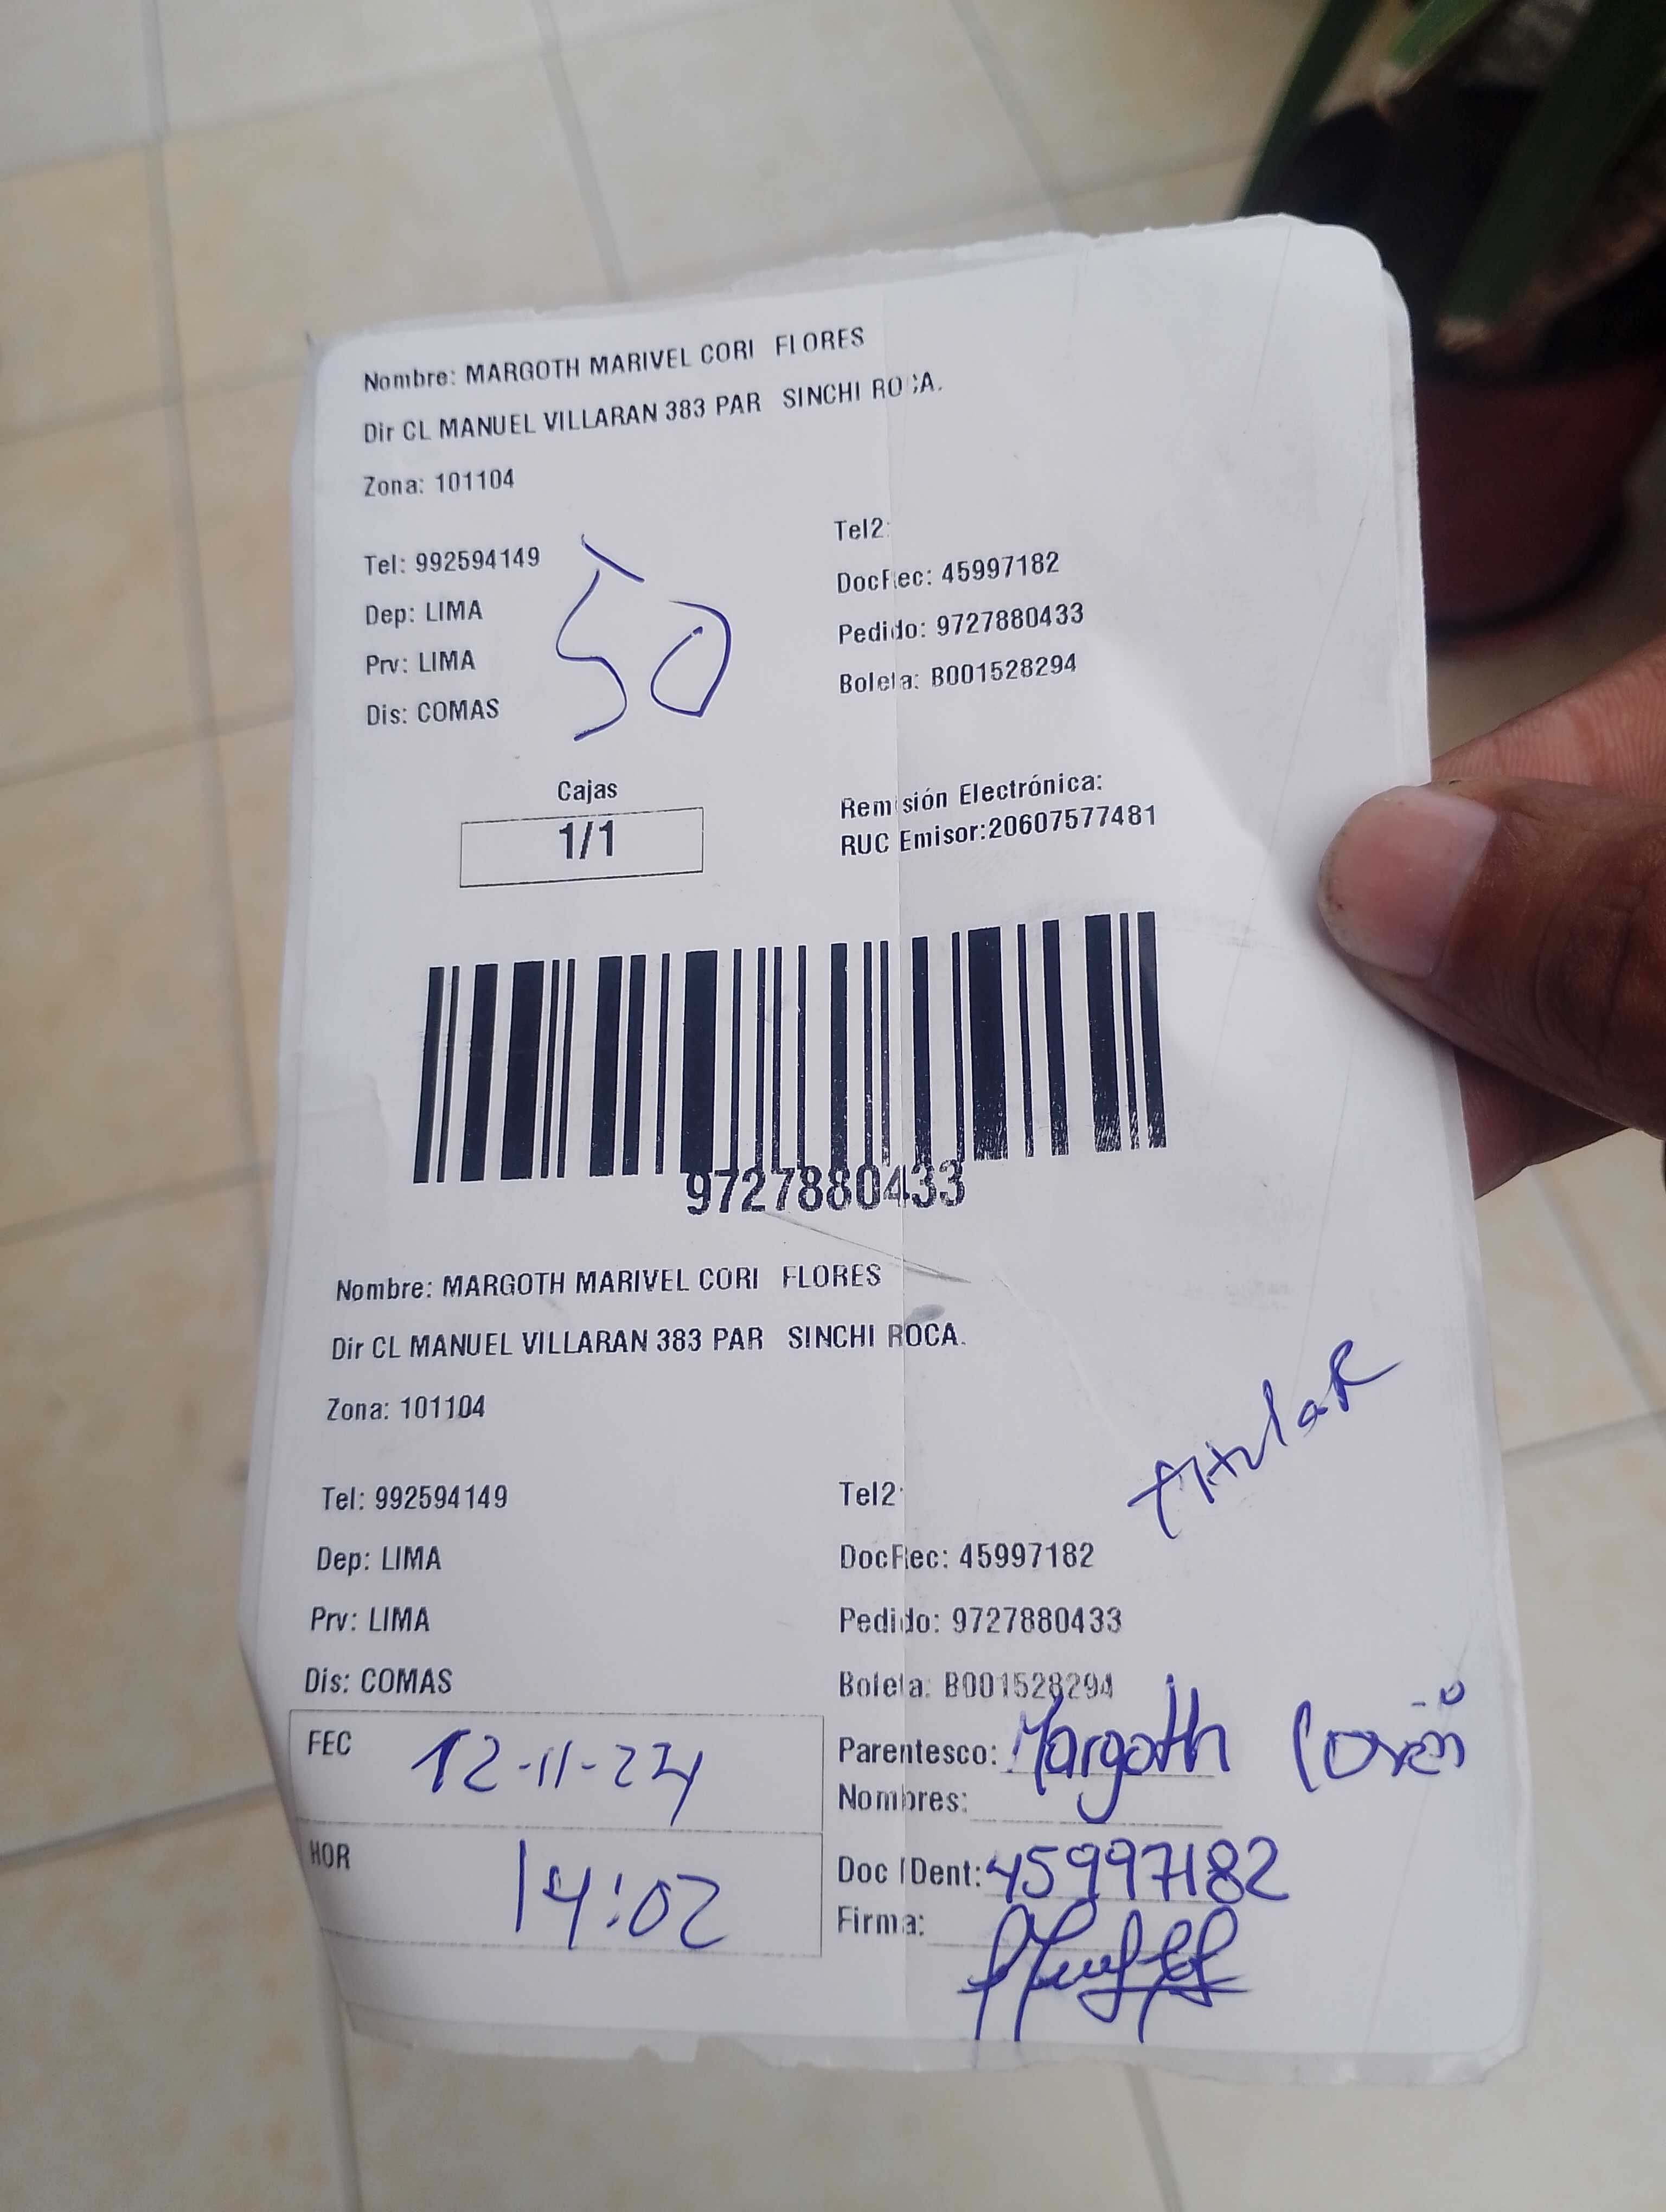 Nombre: MARGOTH MARIVEL CORI FLORES
Dir CL MANUEL VILLARAN 383 PAR SINCHI ROCA.
Zona: 101104
Tel: 992594149
Dep: LIMA
Prv: LIMA
Dis: COMAS
50
Tel2:
DocRec: 45997182
Pedido: 9727880433
Boleta: B001528294
Cajas
1/1
Remisión Electrónica:
RUC Emisor:20607577481
9727880433
Nombre: MARGOTH MARIVEL CORI FLORES
Dir CL MANUEL VILLARAN 383 PAR SINCHI ROCA.
Zona: 101104
titulaR
Tel: 992594149
Dep: LIMA
Prv: LIMA
Dis: COMAS
Tel2:
DocRec: 45997182
Pedido: 9727880433
Boleta: B001528294
FEC 12-11-24
HOR 14:02
Parentesco: Margoth
Nombres:
Doc IDent: 45997182
Firma: